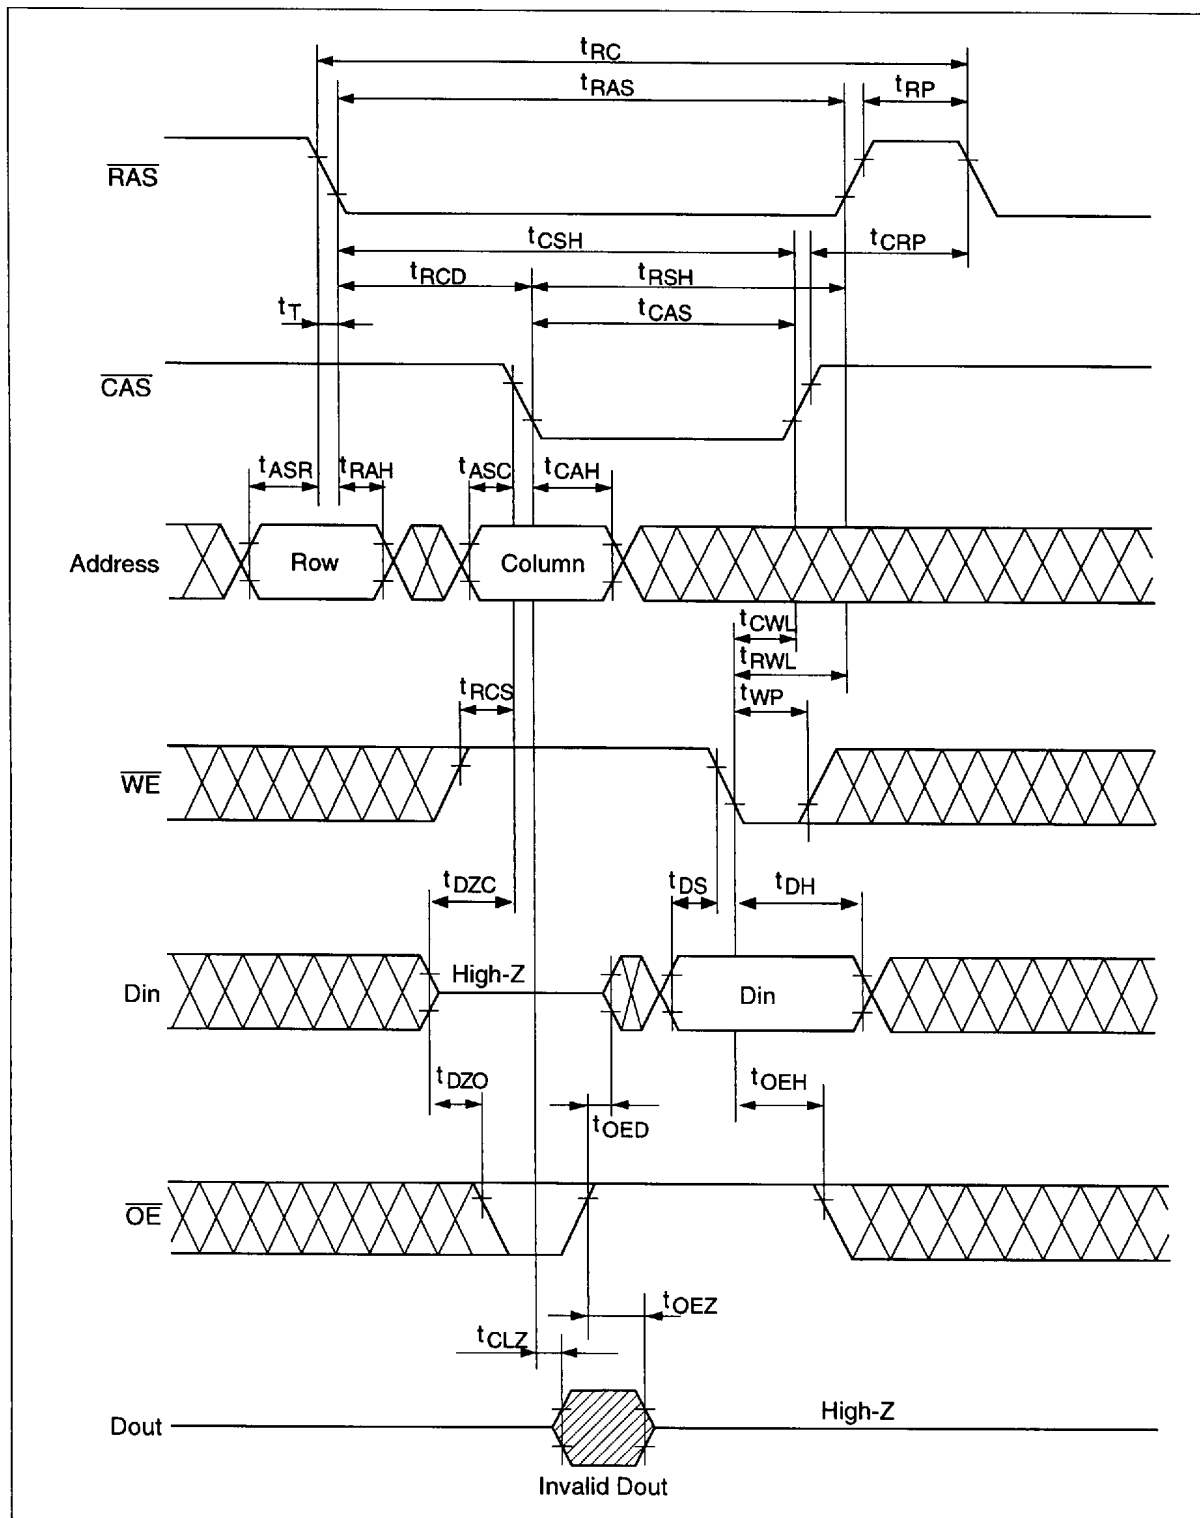 tRC
tRAS
tRP
RAS
tCSH
tCRP
tRCD
tRSH
tT
tCAS
CAS
tASR
tRAH
tASC
tCAH
Address
Row
Column
tCWL
tRWL
tRCS
tWP
WE
tDZC
tDS
tDH
High-Z
Din
Din
tDZO
tOEH
tOED
OE
tOEZ
tCLZ
High-Z
Dout
Invalid Dout